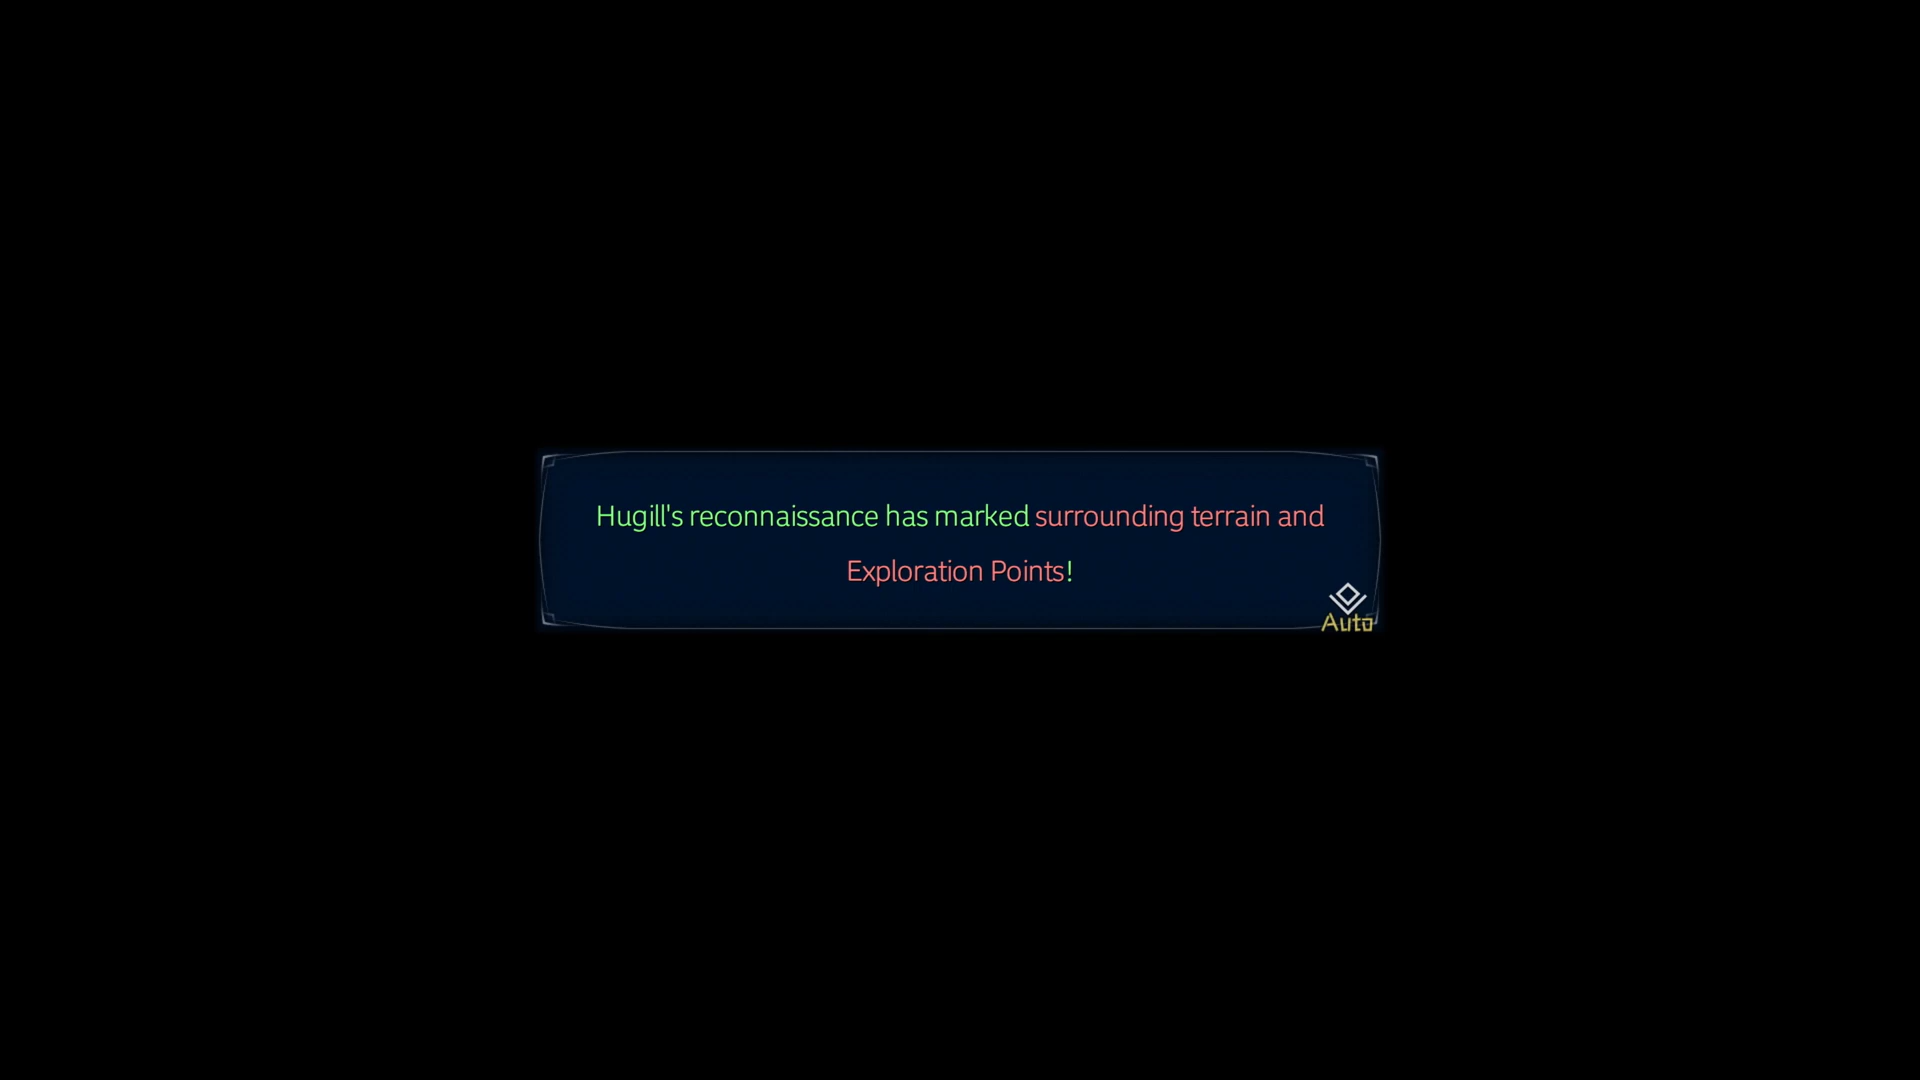 Hugill's reconnaissance has marked surrounding terrain and
Exploration Points!
Auto